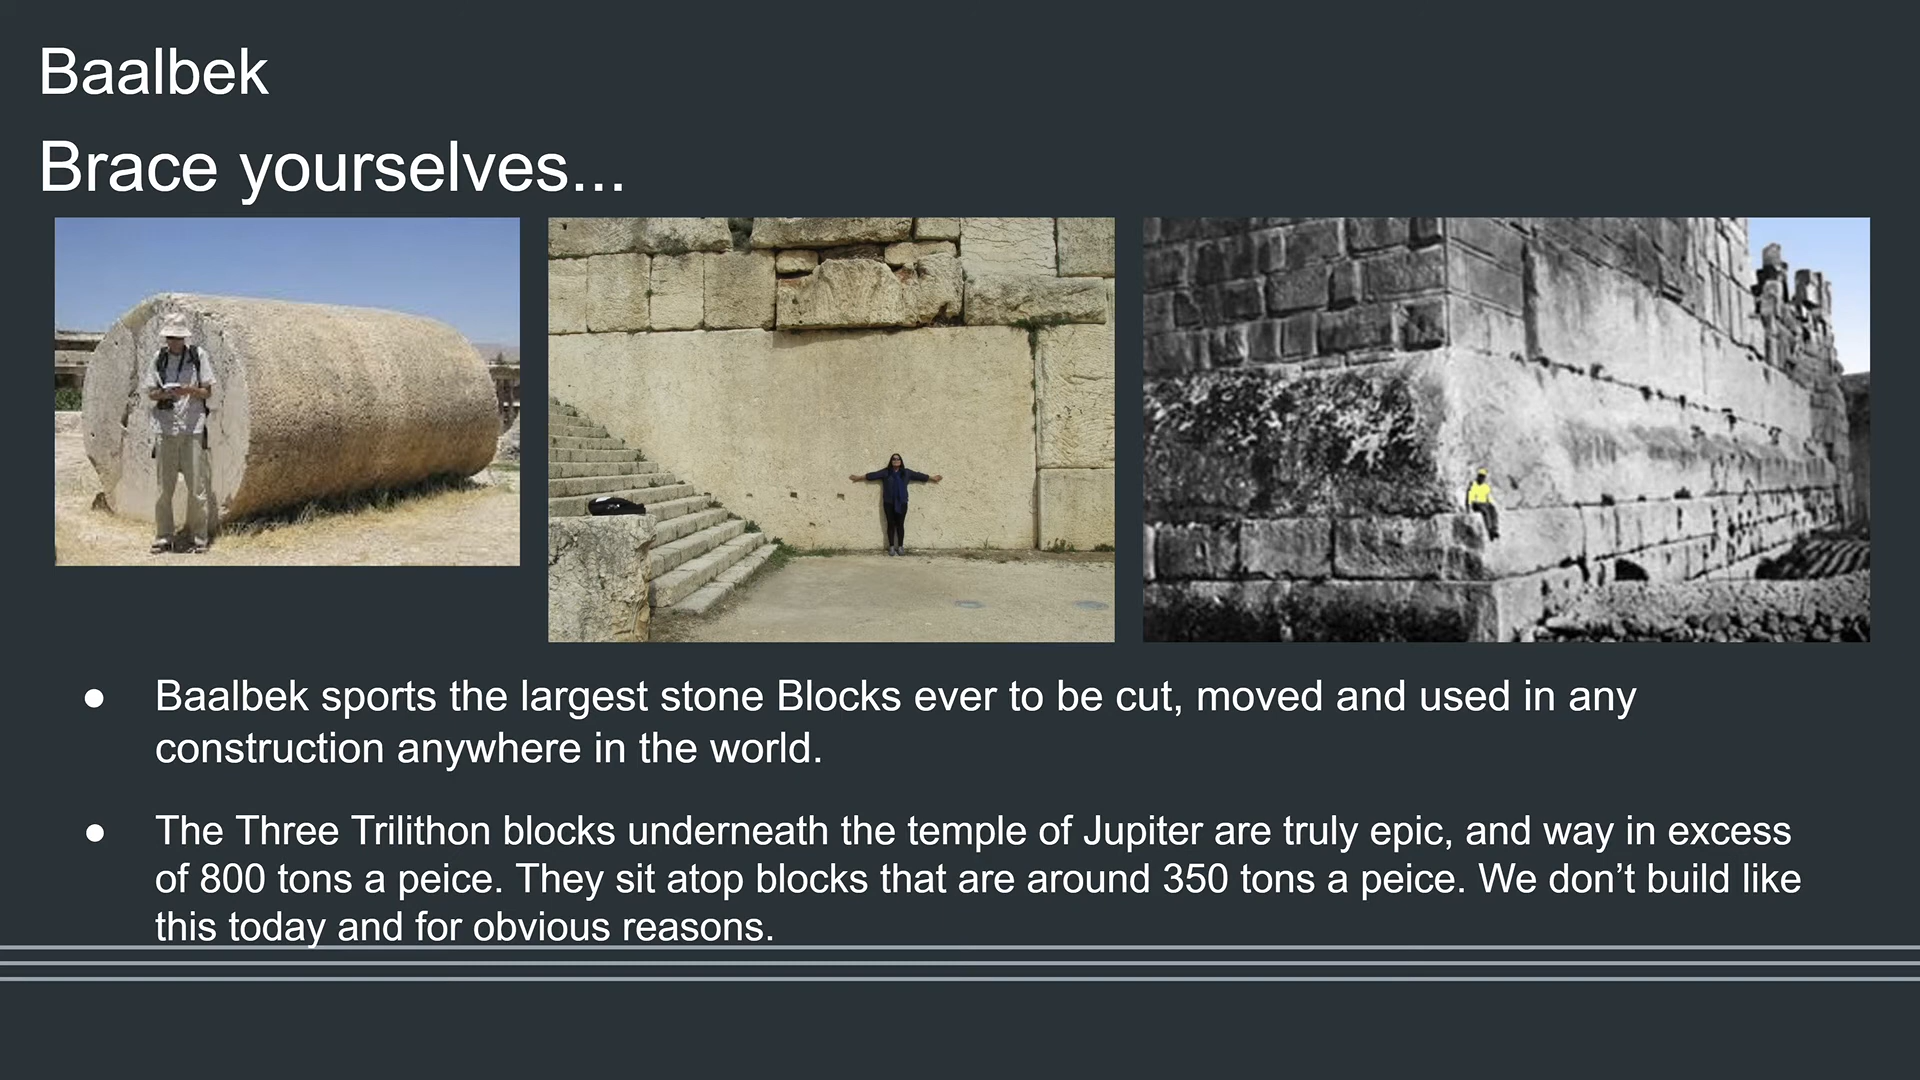 Baalbek
Brace yourselves...
● Baalbek sports the largest stone Blocks ever to be cut, moved and used in any
construction anywhere in the world.
● The Three Trilithon blocks underneath the temple of Jupiter are truly epic, and way in excess
of 800 tons a peice. They sit atop blocks that are around 350 tons a peice. We don’t build like
this today and for obvious reasons.